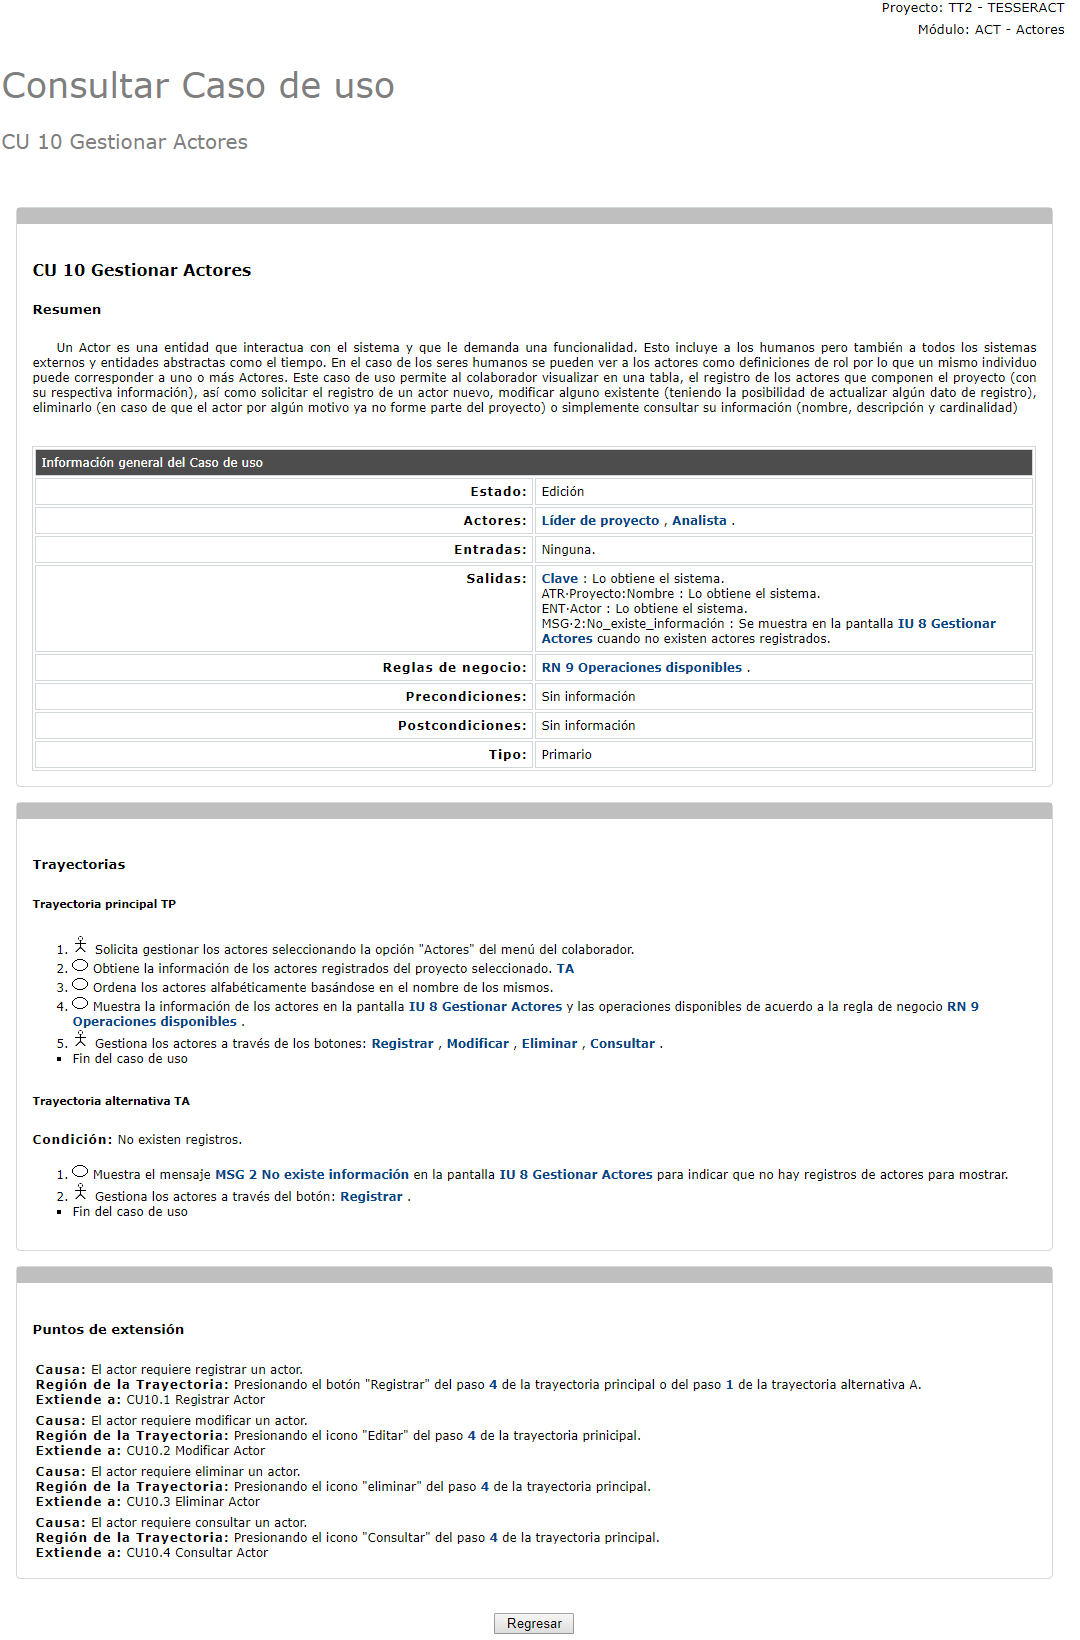 Proyecto: TT2 - TESSERACT
Módulo: ACT - Actores
Consultar Caso de uso
CU 10 Gestionar Actores
CU 10 Gestionar Actores
Resumen
Un Actor es una entidad que interactua con el sistema y que le demanda una funcionalidad. Esto incluye a los humanos pero también a todos los sistemas
externos y entidades abstractas como el tiempo. En el caso de los seres humanos se pueden ver a los actores como definiciones de rol por lo que un mismo individuo
puede corresponder a uno o más Actores. Este caso de uso permite al colaborador visualizar en una tabla, el registro de los actores que componen el proyecto (con
su respectiva información), así como solicitar el registro de un actor nuevo, modificar alguno existente (teniendo la posibilidad de actualizar algún dato de registro),
eliminarlo (en caso de que el actor por algún motivo ya no forme parte del proyecto) o simplemente consultar su información (nombre, descripción y cardinalidad)
Información general del Caso de uso
Estado: Edición
Actores: Líder de proyecto , Analista .
Entradas: Ninguna.
Salidas: Clave : Lo obtiene el sistema.
ATR·Proyecto:Nombre : Lo obtiene el sistema.
ENT·Actor : Lo obtiene el sistema.
MSG·2:No_existe_información : Se muestra en la pantalla IU 8 Gestionar
Actores cuando no existen actores registrados.
Reglas de negocio: RN 9 Operaciones disponibles .
Precondiciones: Sin información
Postcondiciones: Sin información
Tipo: Primario
Trayectorias
Trayectoria principal TP
1. Solicita gestionar los actores seleccionando la opción "Actores" del menú del colaborador.
2. Obtiene la información de los actores registrados del proyecto seleccionado. TA
3. Ordena los actores alfabéticamente basándose en el nombre de los mismos.
4. Muestra la información de los actores en la pantalla IU 8 Gestionar Actores y las operaciones disponibles de acuerdo a la regla de negocio RN 9
Operaciones disponibles .
5. Gestiona los actores a través de los botones: Registrar , Modificar , Eliminar , Consultar .
▪ Fin del caso de uso
Trayectoria alternativa TA
Condición: No existen registros.
1. Muestra el mensaje MSG 2 No existe información en la pantalla IU 8 Gestionar Actores para indicar que no hay registros de actores para mostrar.
2. Gestiona los actores a través del botón: Registrar .
▪ Fin del caso de uso
Puntos de extensión
Causa: El actor requiere registrar un actor.
Región de la Trayectoria: Presionando el botón "Registrar" del paso 4 de la trayectoria principal o del paso 1 de la trayectoria alternativa A.
Extiende a: CU10.1 Registrar Actor
Causa: El actor requiere modificar un actor.
Región de la Trayectoria: Presionando el icono "Editar" del paso 4 de la trayectoria prinicipal.
Extiende a: CU10.2 Modificar Actor
Causa: El actor requiere eliminar un actor.
Región de la Trayectoria: Presionando el icono "eliminar" del paso 4 de la trayectoria principal.
Extiende a: CU10.3 Eliminar Actor
Causa: El actor requiere consultar un actor.
Región de la Trayectoria: Presionando el icono "Consultar" del paso 4 de la trayectoria principal.
Extiende a: CU10.4 Consultar Actor
Regresar